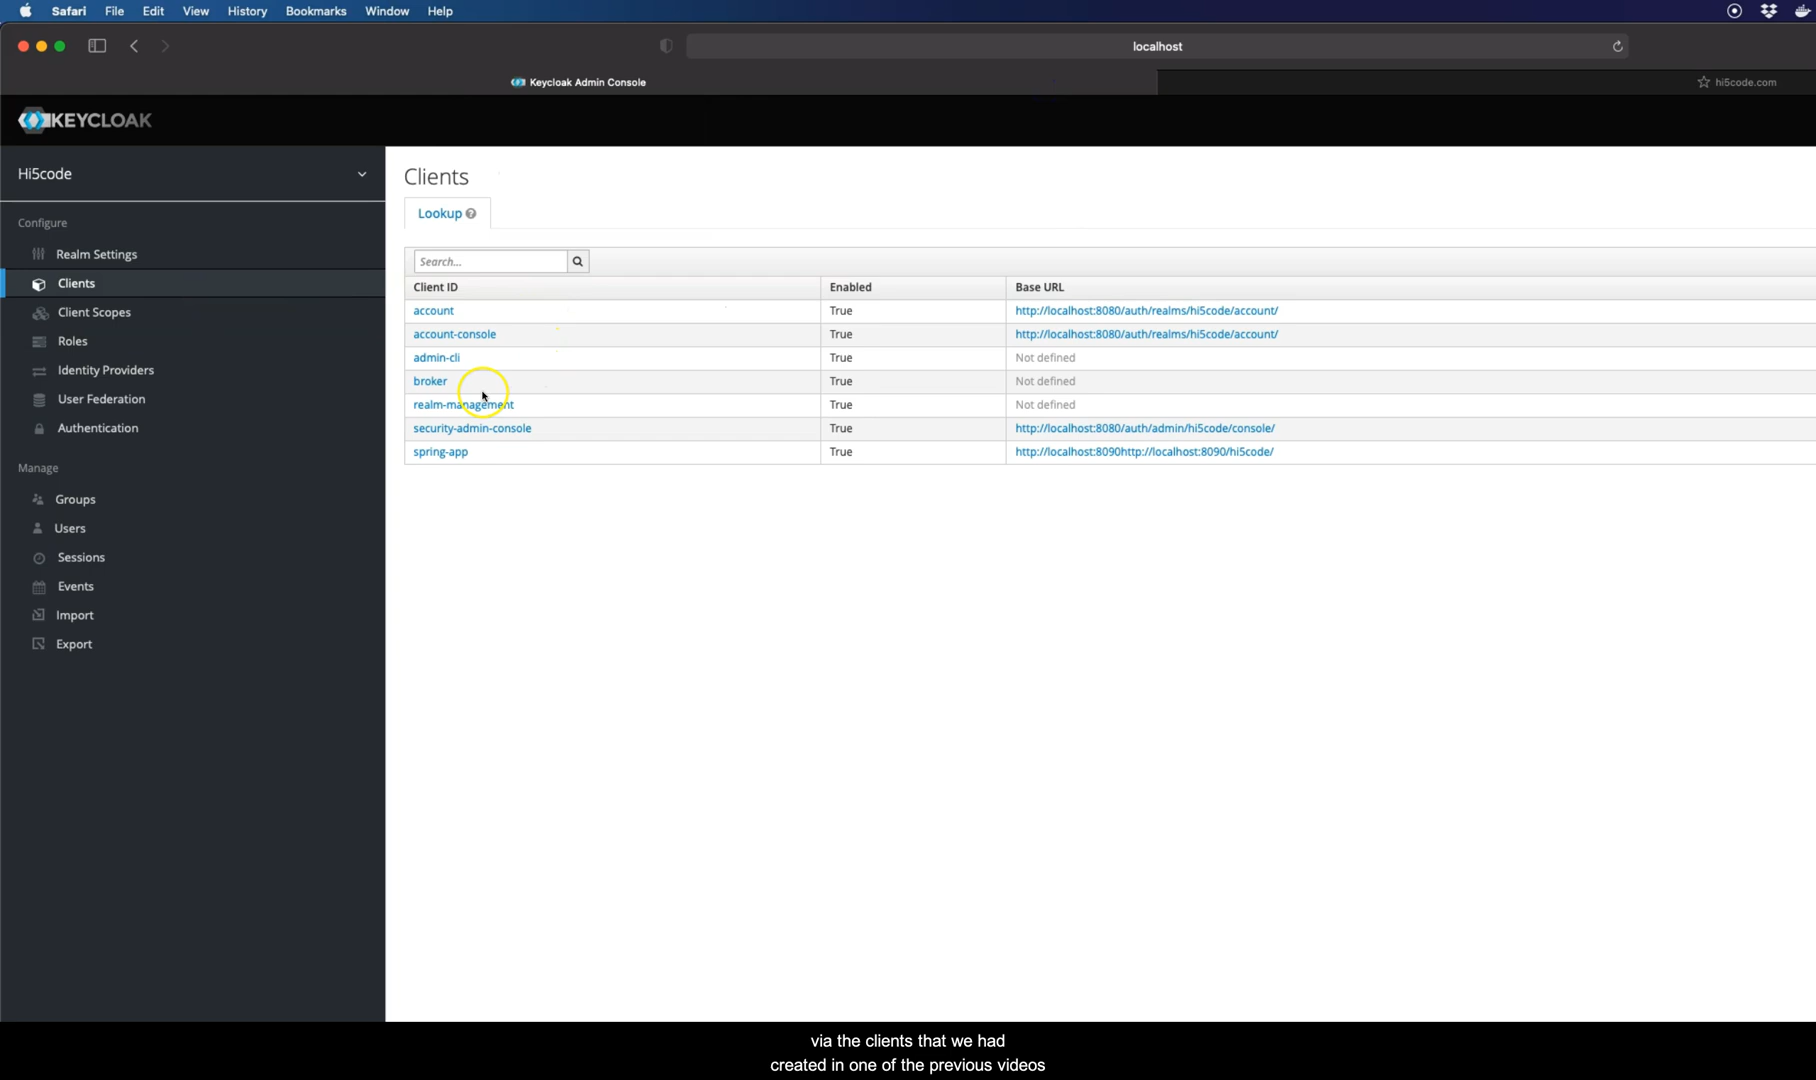 Safari File Edit View History Bookmarks Window Help
localhost
Keycloak Admin Console
hi5code.com
KEYCLOAK
Hi5code
Configure
Realm Settings
Clients
Client Scopes
Roles
Identity Providers
User Federation
Authentication
Manage
Groups
Users
Sessions
Events
Import
Export
Clients
Lookup
Search...
Client ID Enabled Base URL
account True http://localhost:8080/auth/realms/hi5code/account/
account-console True http://localhost:8080/auth/realms/hi5code/account/
admin-cli True Not defined
broker True Not defined
realm-management True Not defined
security-admin-console True http://localhost:8080/auth/admin/hi5code/console/
spring-app True http://localhost:8090http://localhost:8090/hi5code/
via the clients that we had
created in one of the previous videos